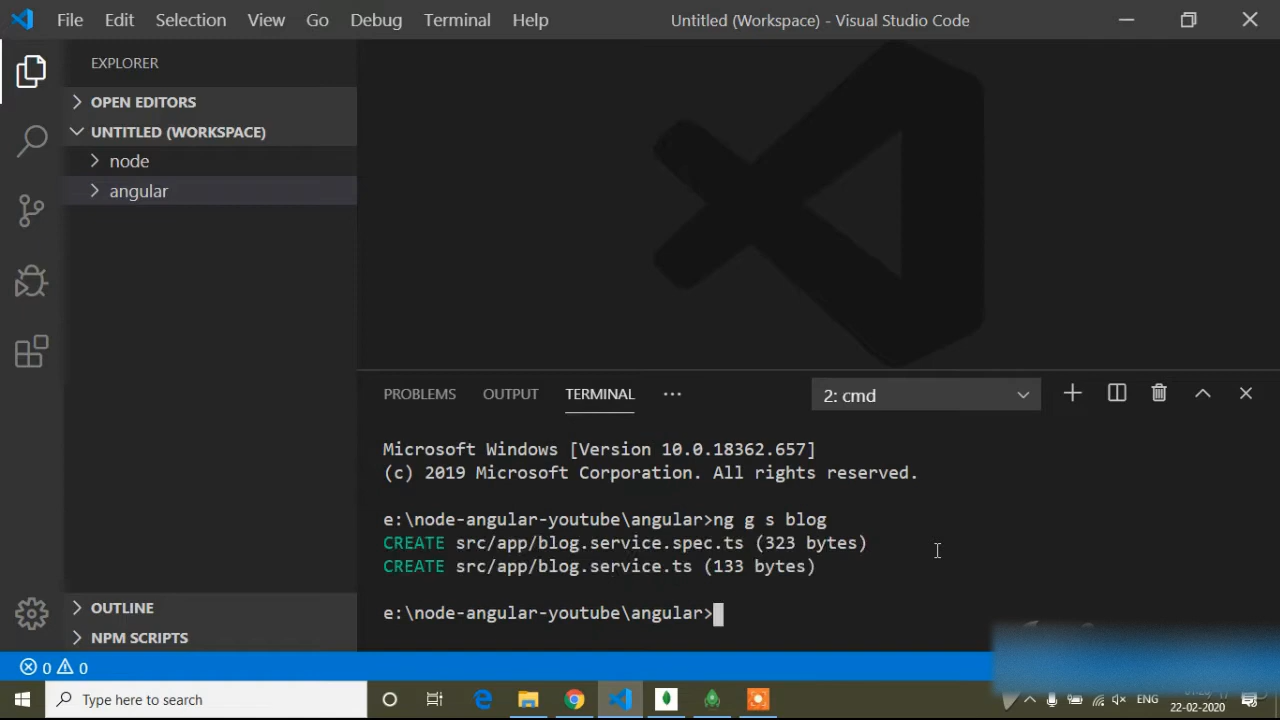 File Edit Selection View Go Debug Terminal Help Untitled (Workspace) - Visual Studio Code
EXPLORER
OPEN EDITORS
UNTITLED (WORKSPACE)
node
angular
PROBLEMS OUTPUT TERMINAL ··· 2: cmd
Microsoft Windows [Version 10.0.18362.657]
(c) 2019 Microsoft Corporation. All rights reserved.
e:\node-angular-youtube\angular>ng g s blog
CREATE src/app/blog.service.spec.ts (323 bytes)
CREATE src/app/blog.service.ts (133 bytes)
e:\node-angular-youtube\angular>
OUTLINE
NPM SCRIPTS
0 0
Type here to search
ENG
22-02-2020